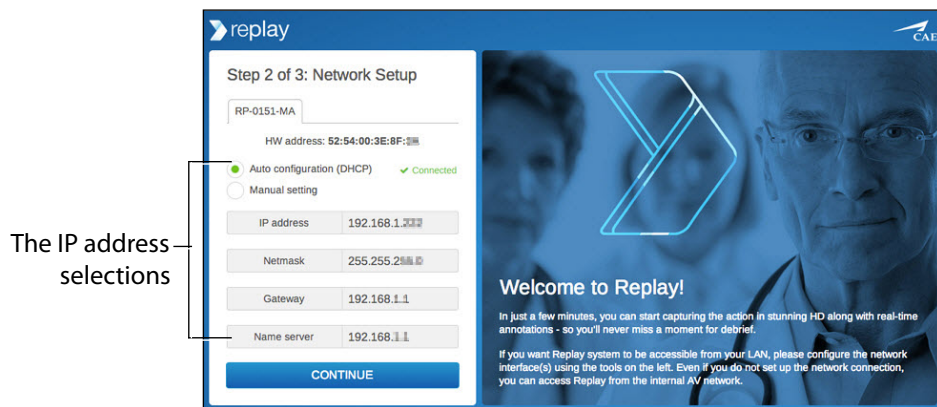 replay
CAE
Step 2 of 3: Network Setup
RP-0151-MA
HW address: 52:54:00:3E:8F:
Auto configuration (DHCP)
Connected
Manual setting
The IP address
selections
IP address
192.168.1.
Netmask
255.255.2
Gateway
192.168.
Name server
192.168.
CONTINUE
Welcome to Replay!
In just a few minutes, you can start capturing the action in stunning HD along with real-time
annotations - so you'll never miss a moment for debrief.
If you want Replay system to be accessible from your LAN, please configure the network
interface(s) using the tools on the left. Even if you do not set up the network connection,
you can access Replay from the internal AV network.